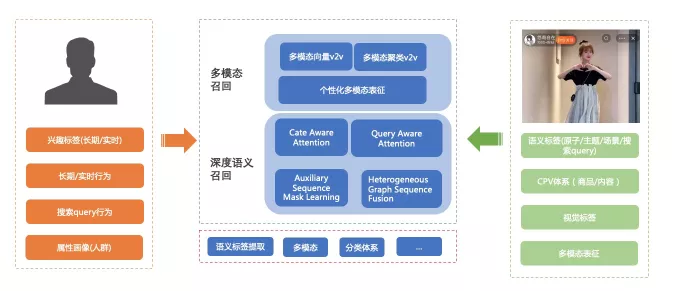 兴趣标签(长期/实时)
长期/实时行为
搜索query行为
属性画像(人群)
多模态
召回
多模态向量v2v
多模态聚类v2v
个性化多模态表征
深度语义
召回
Cate Aware
Attention
Query Aware
Attention
Auxiliary
Sequence
Mask Learning
Heterogeneous
Graph Sequence
Fusion
语义标签提取
多模态
分类体系
...
语义标签(原子/主题/场景/搜
索query)
CPV体系（商品/内容）
视觉标签
多模态表征